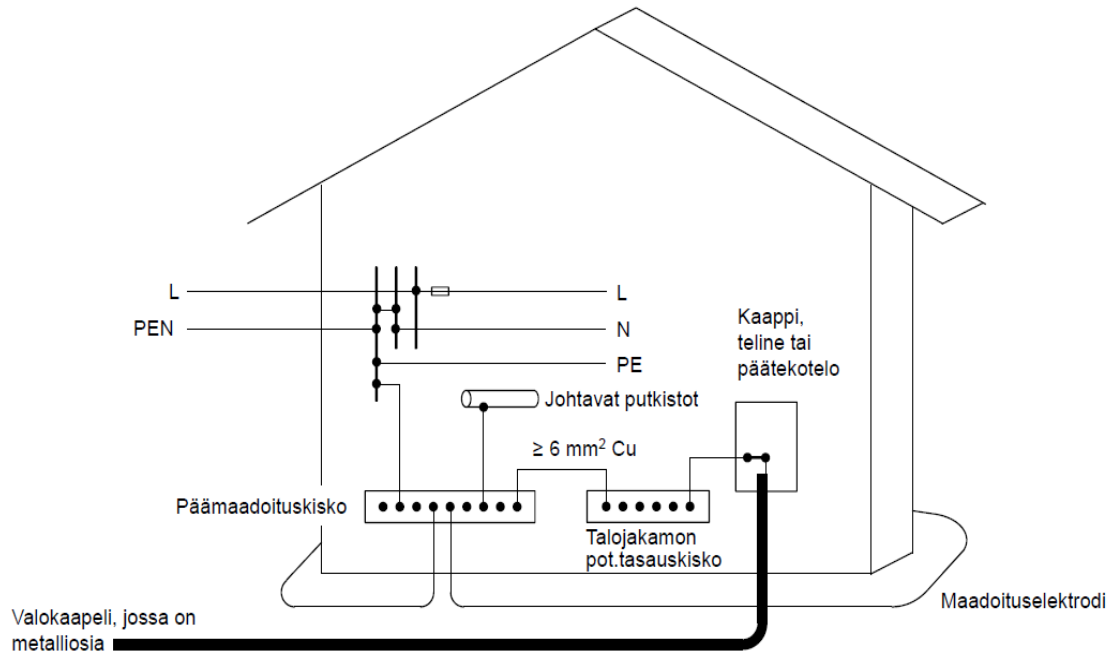 L
L
PEN
N
PE
Kaappi,
teline tai
päätekotelo
Johtavat putkistot
≥ 6 mm² Cu
Päämaadoituskisko
Talojakamon
pot.tasauskisko
Maadoituselektrodi
Valokaapeli, jossa on
metalliosia